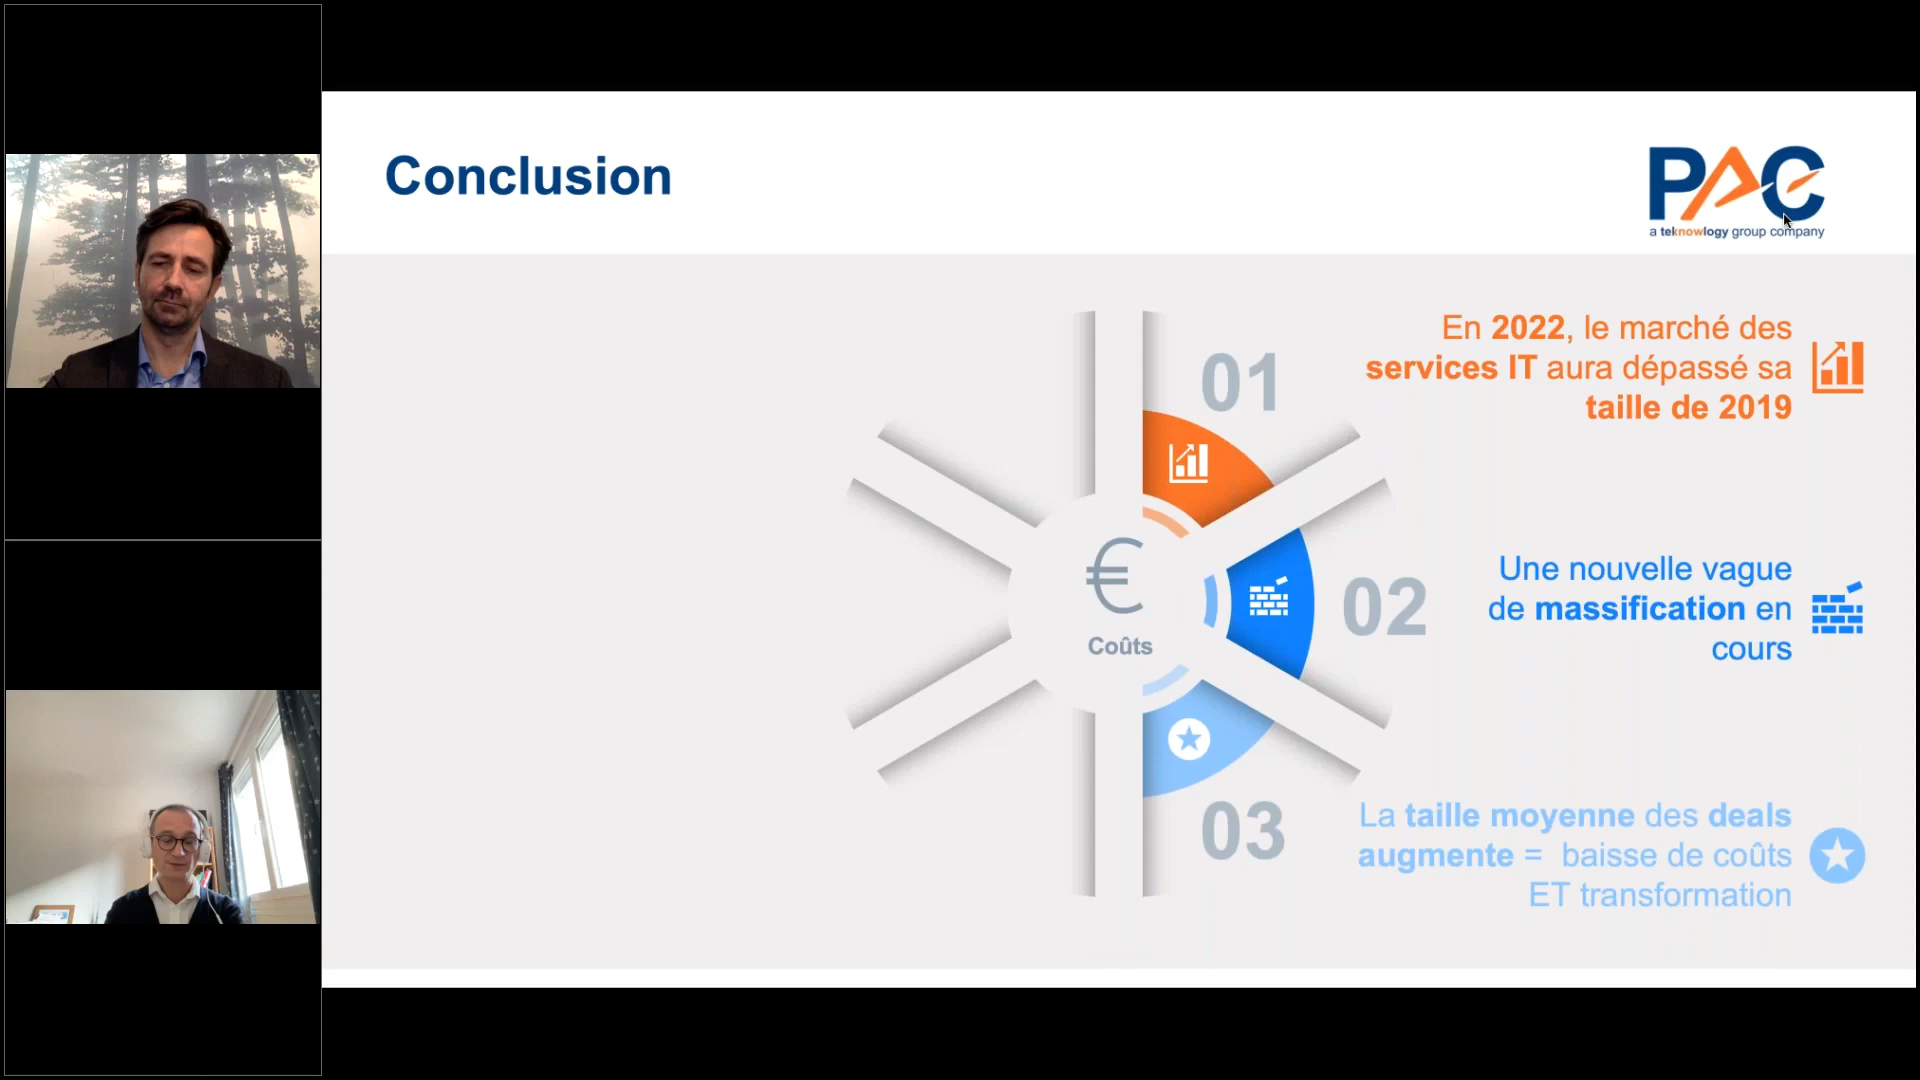 Conclusion
PAC
a teknowlogy group company
01
En 2022, le marché des
services IT aura dépassé sa
taille de 2019
€
Coûts
02
Une nouvelle vague
de massification en
cours
03
La taille moyenne des deals
augmente = baisse de coûts
ET transformation